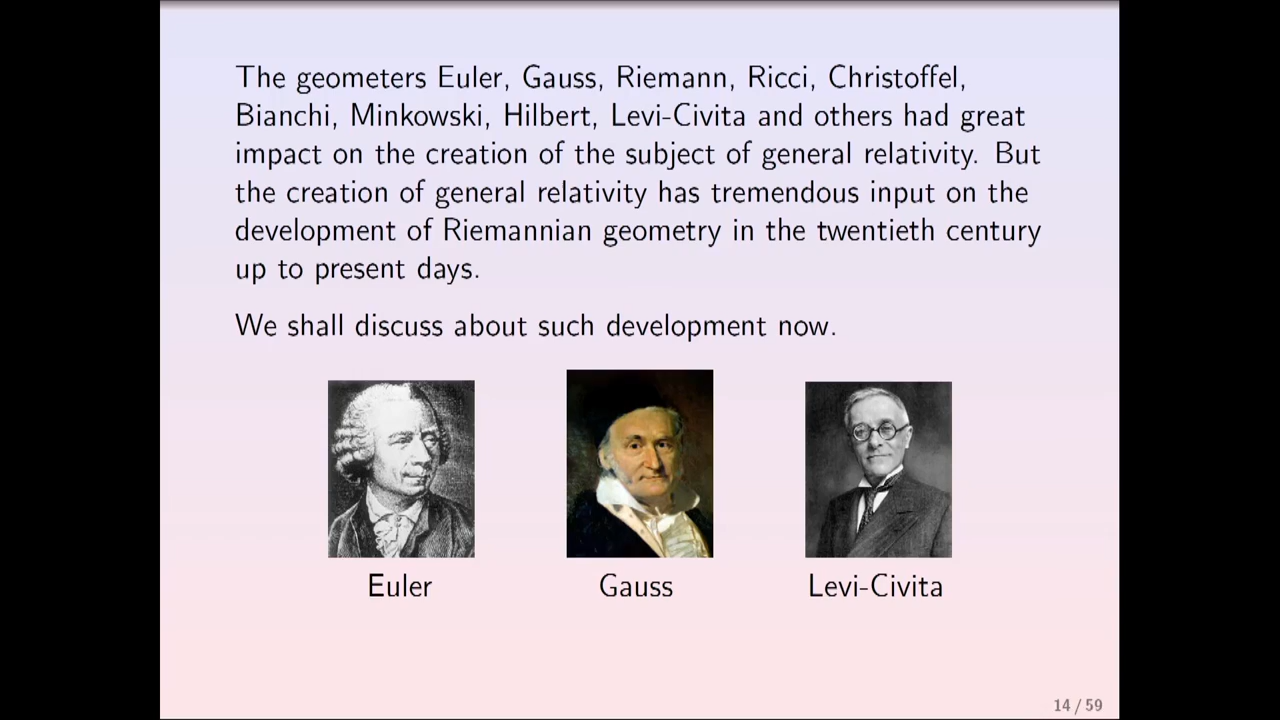 The geometers Euler, Gauss, Riemann, Ricci, Christoffel,
Bianchi, Minkowski, Hilbert, Levi-Civita and others had great
impact on the creation of the subject of general relativity. But
the creation of general relativity has tremendous input on the
development of Riemannian geometry in the twentieth century
up to present days.
We shall discuss about such development now.
Euler
Gauss
Levi-Civita
14 / 59